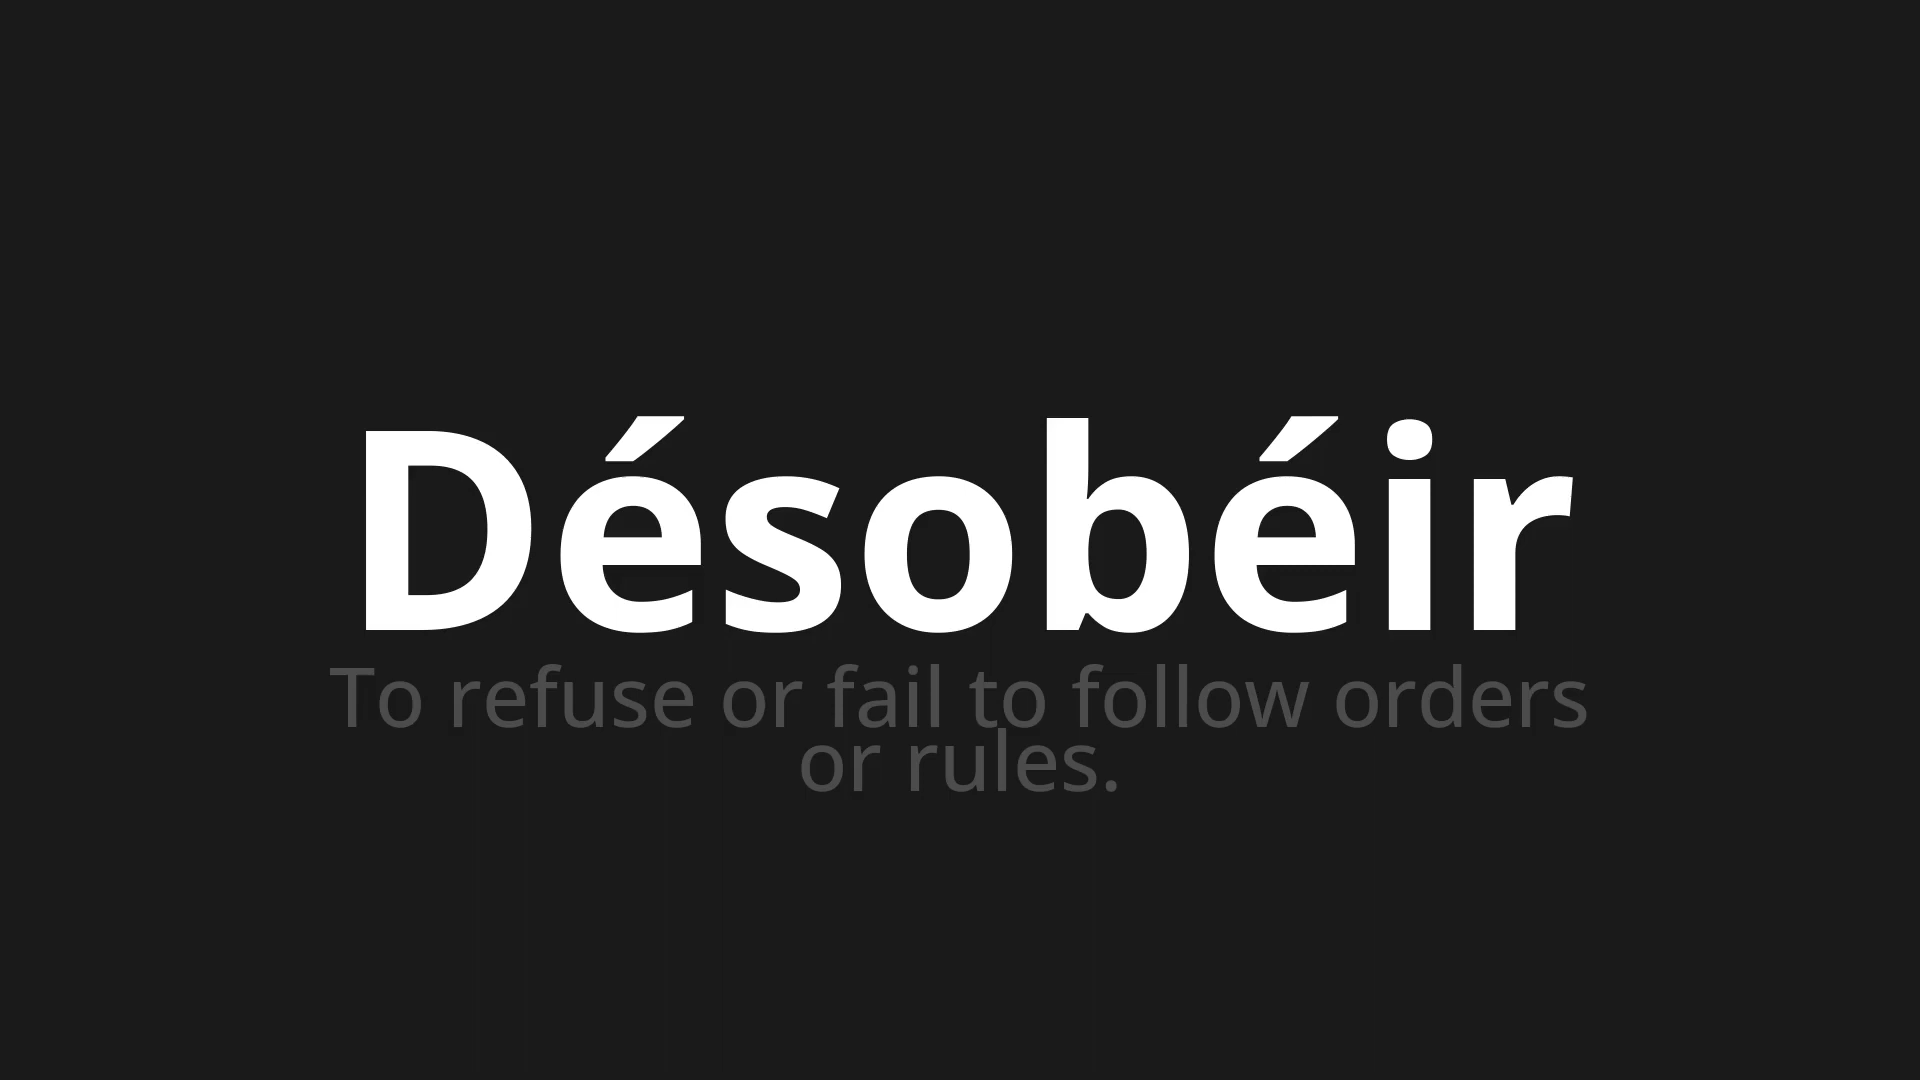 Désobéir
To refuse or fail to follow orders
or rules.